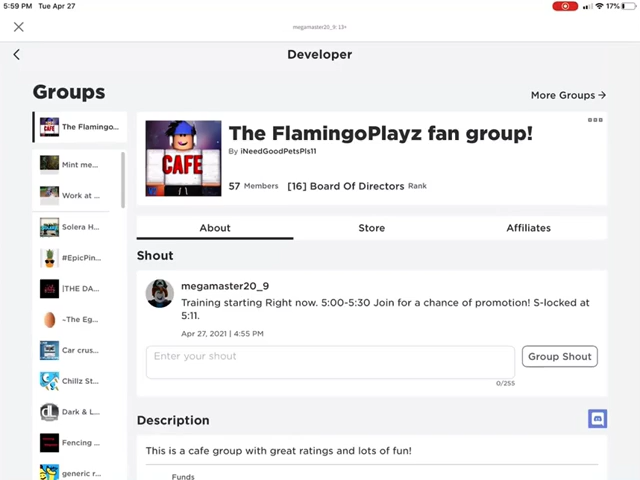 5:59 PM Tue Apr 27
17%
megamaster20_9: 13+
Developer
Groups
More Groups
The Flamingo...
Mint me...
Work at ...
Solera H...
#EpicPin...
|THE DA...
~The Eg...
Car crus...
Chillz St...
Dark & L...
Fencing ...
generic r...
CAFE
The FlamingoPlayz fan group!
By iNeedGoodPetsPls11
57 Members [16] Board Of Directors Rank
About Store Affiliates
Shout
megamaster20_9
Training starting Right now. 5:00-5:30 Join for a chance of promotion! S-locked at
5:11.
Apr 27, 2021 | 4:55 PM
Enter your shout
Group Shout
0/255
Description
This is a cafe group with great ratings and lots of fun!
Funds